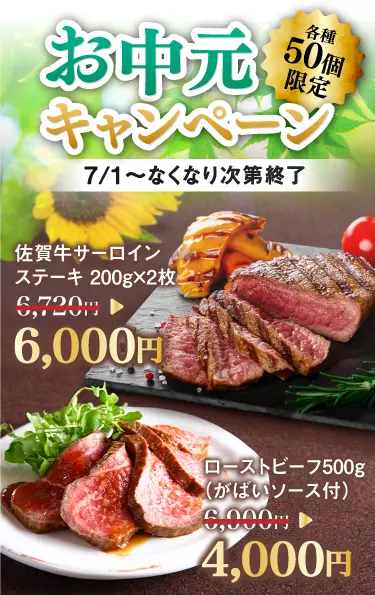 お中元
キャンペーン
各種
50個
限定
7/1～なくなり次第終了
佐賀牛サーロイン
ステーキ 200g×2枚
6,720円
6,000円
ローストビーフ500g
（がばいソース付）
6,900円
4,000円